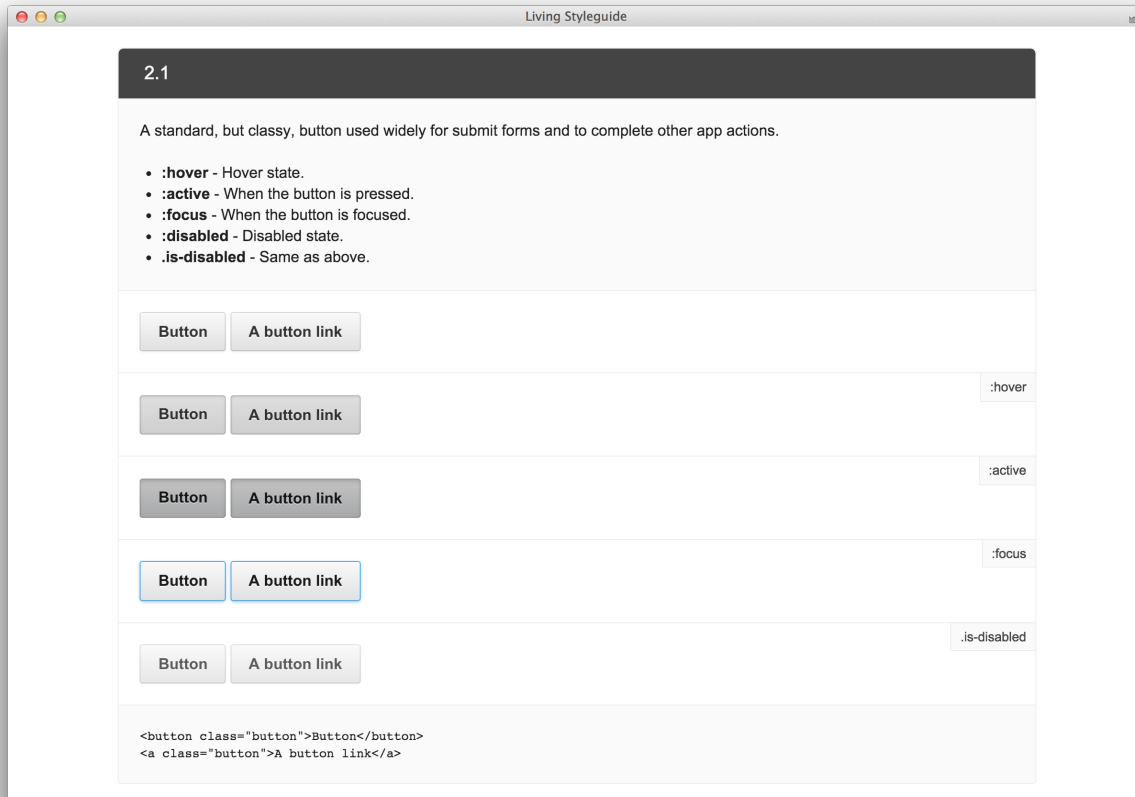 Living Styleguide
2.1
A standard, but classy, button used widely for submit forms and to complete other app actions.
• :hover - Hover state.
• :active - When the button is pressed.
• :focus - When the button is focused.
• :disabled - Disabled state.
• .is-disabled - Same as above.
Button A button link
:hover
Button A button link
:active
Button A button link
:focus
Button A button link
.is-disabled
Button A button link
<button class="button">Button</button>
<a class="button">A button link</a>